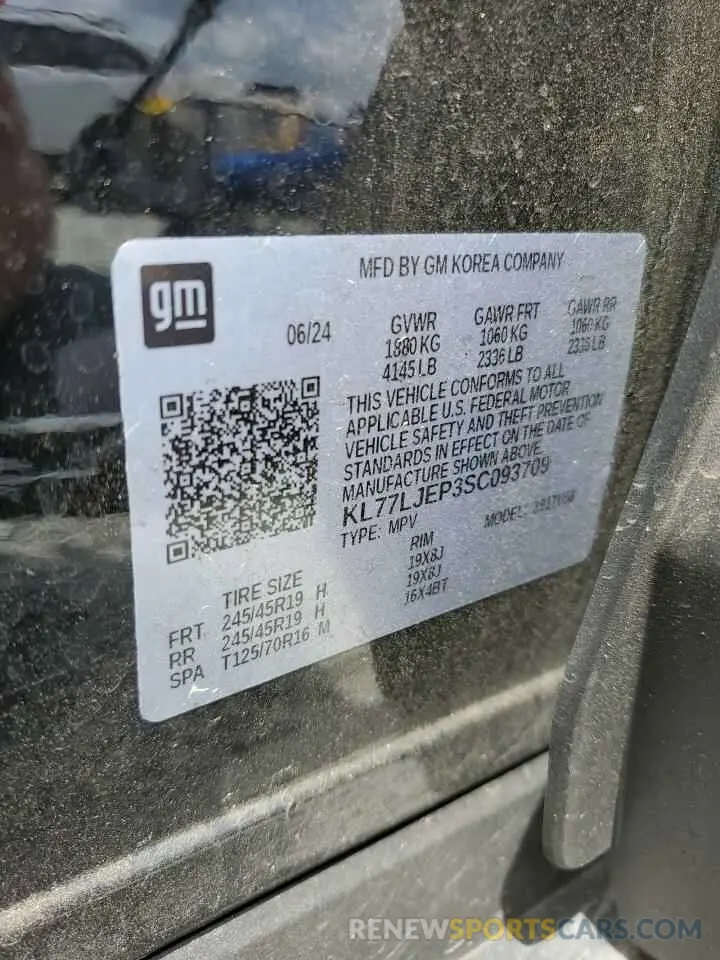 MFD BY GM KOREA COMPANY
gm
06/24
GVWR GAWR FRT GAWR RR
1880 KG 1060 KG 1060 KG
4145 LB 2336 LB 2336 LB
THIS VEHICLE CONFORMS TO ALL
APPLICABLE U.S. FEDERAL MOTOR
VEHICLE SAFETY AND THEFT PREVENTION
STANDARDS IN EFFECT ON THE DATE OF
MANUFACTURE SHOWN ABOVE.
KL77LJEP3SC093709
TYPE: MPV MODEL:
TIRE SIZE RIM
FRT 245/45R19 H 19X8J
RR 245/45R19 H 19X8J
SPA T125/70R16 M 16X4BT
RENEWSPORTSCARS.COM